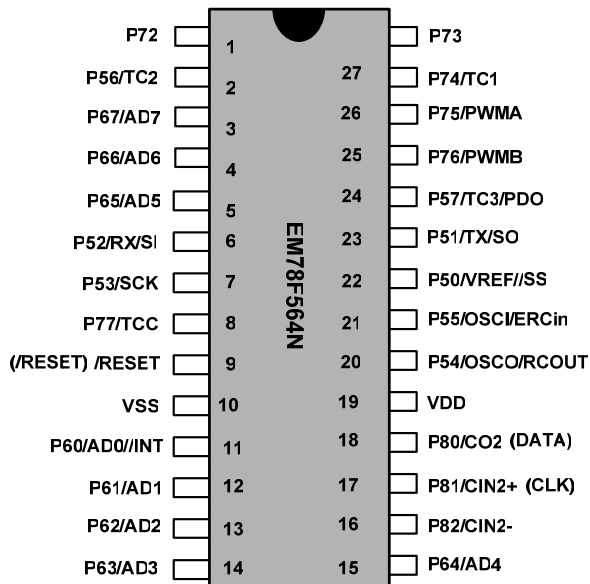 P72 1 P73
P56/TC2 2 27 P74/TC1
P67/AD7 3 26 P75/PWMA
P66/AD6 4 25 P76/PWMB
P65/AD5 5 24 P57/TC3/PDO
P52/RX/SI 6 23 P51/TX/SO
P53/SCK 7 22 P50/VREF//SS
P77/TCC 8 21 P55/OSCI/ERCin
(/RESET) /RESET 9 20 P54/OSCO/RCOUT
VSS 10 19 VDD
P60/AD0//INT 11 18 P80/CO2 (DATA)
P61/AD1 12 17 P81/CIN2+ (CLK)
P62/AD2 13 16 P82/CIN2-
P63/AD3 14 15 P64/AD4
EM78F564N